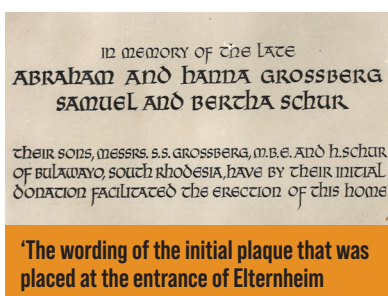 IN MEMORY OF THE LATE
ABRAHAM AND HANNA GROSSBERG
SAMUEL AND BERTHA SCHUR
THEIR SONS, MESSRS. S.S. GROSSBERG, M.B.E. AND H. SCHUR
OF BULAWAYO, SOUTH RHODESIA, HAVE BY THEIR INITIAL
DONATION FACILITATED THE ERECTION OF THIS HOME
‘The wording of the initial plaque that was
placed at the entrance of Elternheim